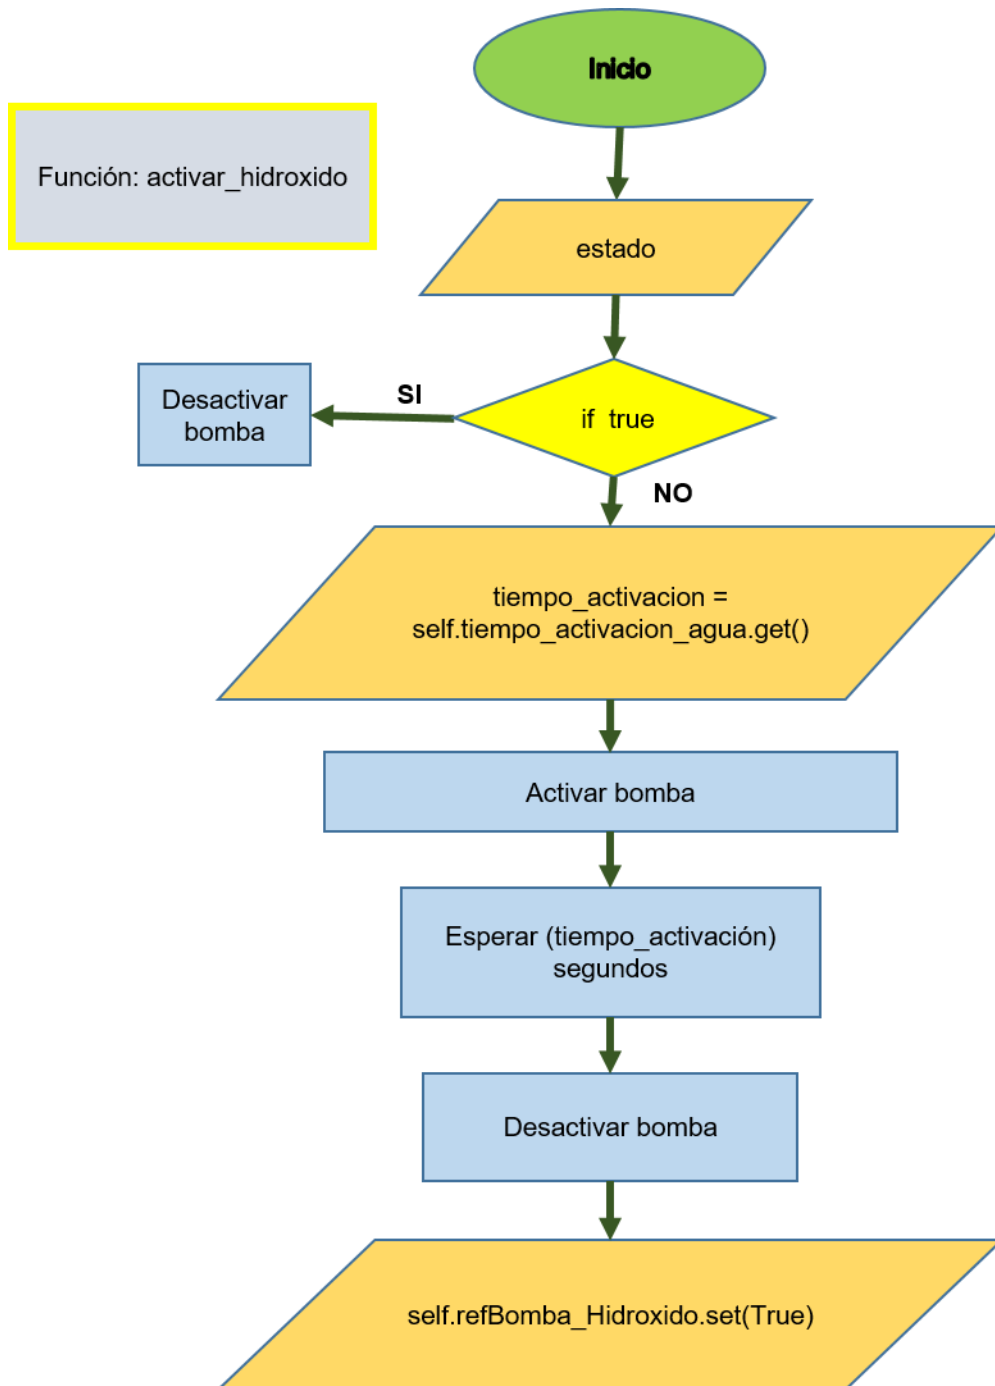 Inicio
Función: activar_hidroxido
estado
Desactivar
bomba
SI
if true
NO
tiempo_activacion =
self.tiempo_activacion_agua.get()
Activar bomba
Esperar (tiempo_activación)
segundos
Desactivar bomba
self.refBomba_Hidroxido.set(True)